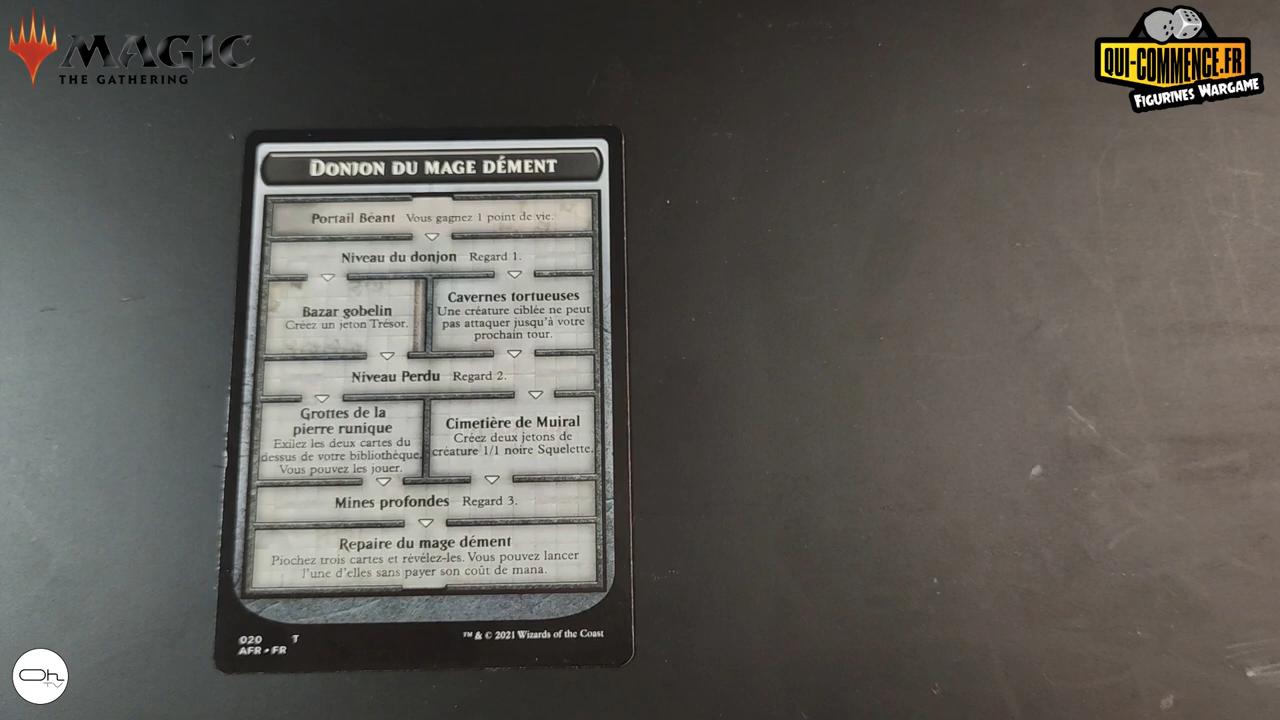 MAGIC
THE GATHERING
QUI-COMMENCE.FR
FIGURINES WARGAME
DONJON DU MAGE DÉMENT
Portail Béant Vous gagnez 1 point de vie.
Niveau du donjon Regard 1.
Bazar gobelin
Créez un jeton Trésor.
Cavernes tortueuses
Une créature ciblée ne peut
pas attaquer jusqu'à votre
prochain tour.
Niveau Perdu Regard 2.
Grottes de la
pierre runique
Exilez les deux cartes du
dessus de votre bibliothèque.
Vous pouvez les jouer.
Cimetière de Muiral
Créez deux jetons de
créature 1/1 noire Squelette.
Mines profondes Regard 3.
Repaire du mage dément
Piochez trois cartes et révélez-les. Vous pouvez lancer
l'une d'elles sans payer son coût de mana.
020 T
AFR • FR
™ & © 2021 Wizards of the Coast
Oh
TV